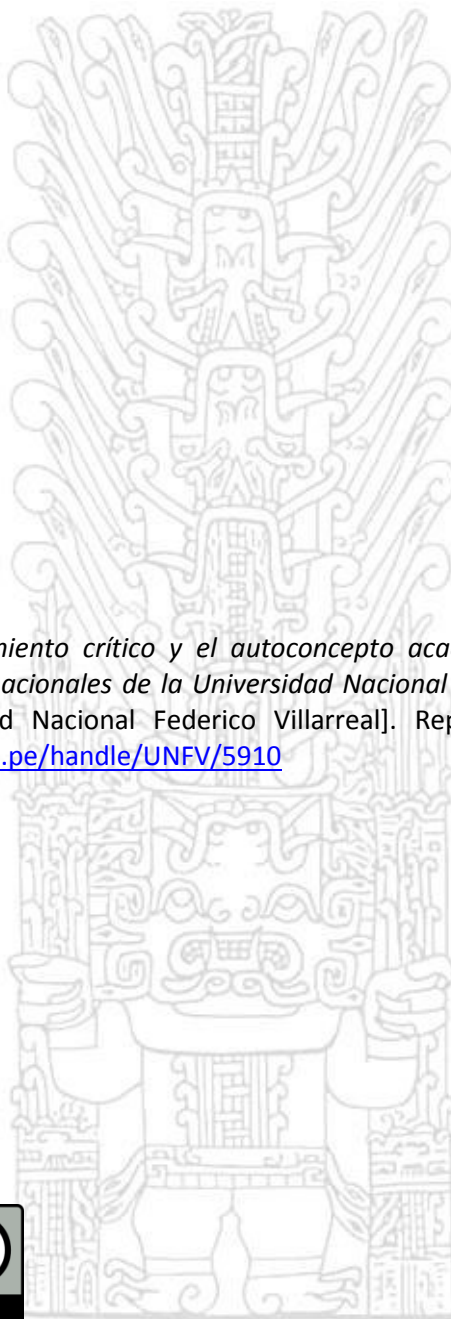 miento crítico y el autoconcepto aca
acionales de la Universidad Nacional
d Nacional Federico Villarreal]. Rep
.pe/handle/UNFV/5910